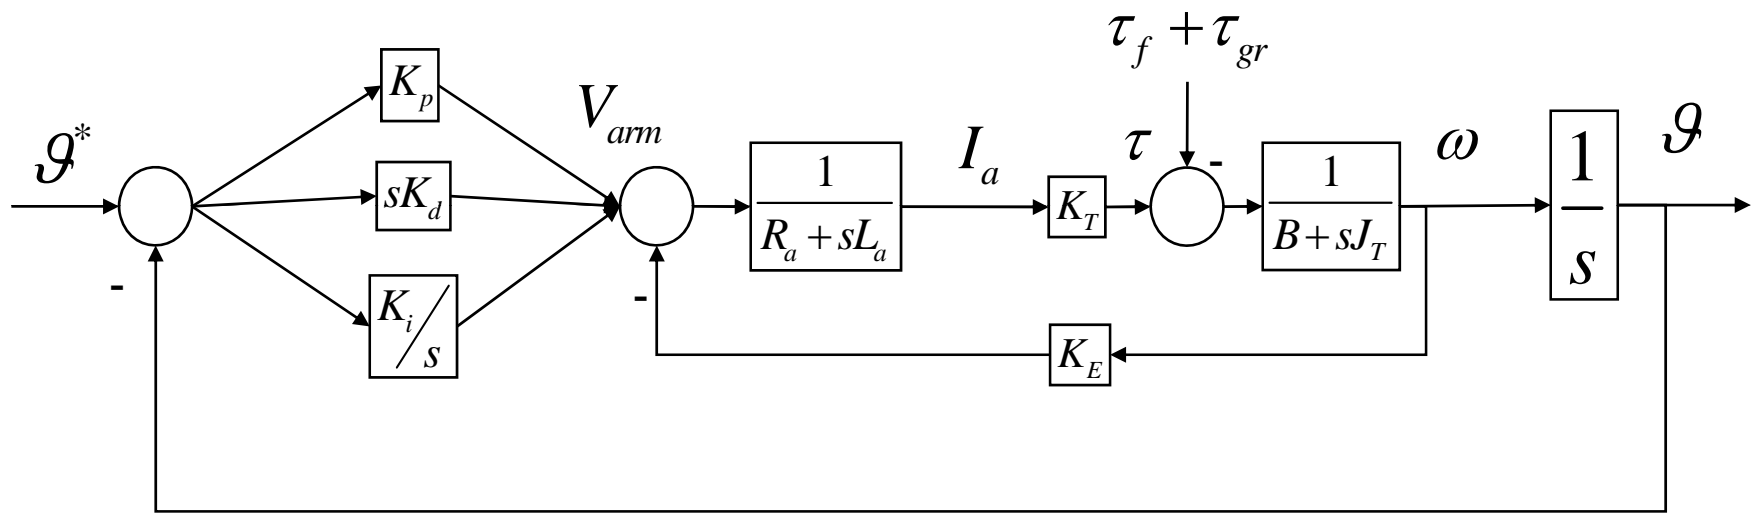 ϑ*
-
K_p
sK_d
K_i/s
V_arm
-
1
R_a + sL_a
I_a
K_T
τ
τ_f + τ_gr
-
1
B + sJ_T
K_E
ω
1
s
ϑ